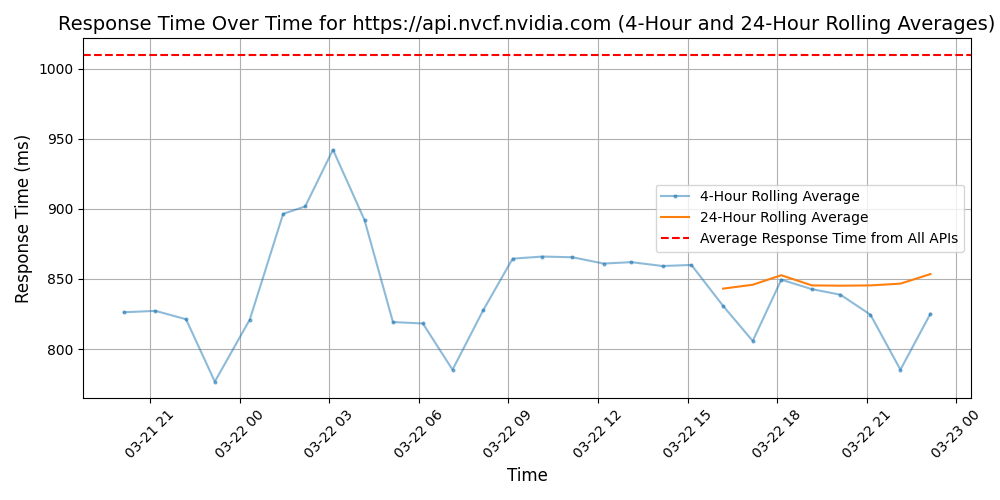 Response Time Over Time for https://api.nvcf.nvidia.com (4-Hour and 24-Hour Rolling Averages)
Response Time (ms)
1000
950
900
850
800
4-Hour Rolling Average
24-Hour Rolling Average
Average Response Time from All APIs
03-21 21
03-22 00
03-22 03
03-22 06
03-22 09
03-22 12
03-22 15
03-22 18
03-22 21
03-23 00
Time